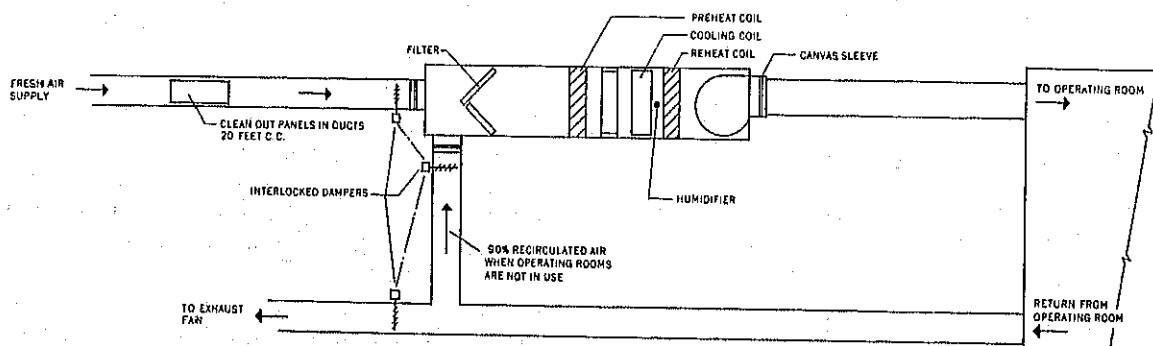 PREHEAT COIL
COOLING COIL
REHEAT COIL
FILTER
CANVAS SLEEVE
FRESH AIR
SUPPLY
TO OPERATING ROOM
CLEAN OUT PANELS IN DUCTS
20 FEET C.C.
INTERLOCKED DAMPERS
HUMIDIFIER
90% RECIRCULATED AIR
WHEN OPERATING ROOMS
ARE NOT IN USE
TO EXHAUST
FAN
RETURN FROM
OPERATING ROOM